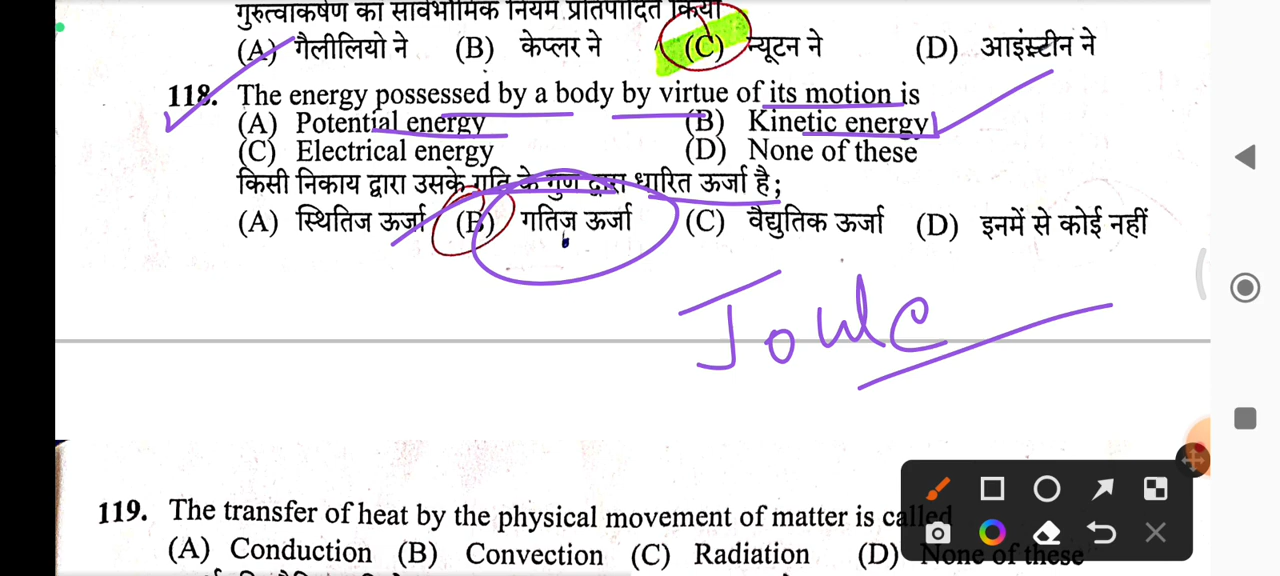 गुरुत्वाकर्षण का सार्वभौमिक नियम प्रतिपादित किया
(A) गैलीलियो ने (B) केप्लर ने (C) न्यूटन ने (D) आइंस्टीन ने
118. The energy possessed by a body by virtue of its motion is
(A) Potential energy (B) Kinetic energy
(C) Electrical energy (D) None of these
किसी निकाय द्वारा उसके गति के गुण द्वारा धारित ऊर्जा है;
(A) स्थितिज ऊर्जा (B) गतिज ऊर्जा (C) वैद्युतिक ऊर्जा (D) इनमें से कोई नहीं
Joule
119. The transfer of heat by the physical movement of matter is called
(A) Conduction (B) Convection (C) Radiation (D) None of these